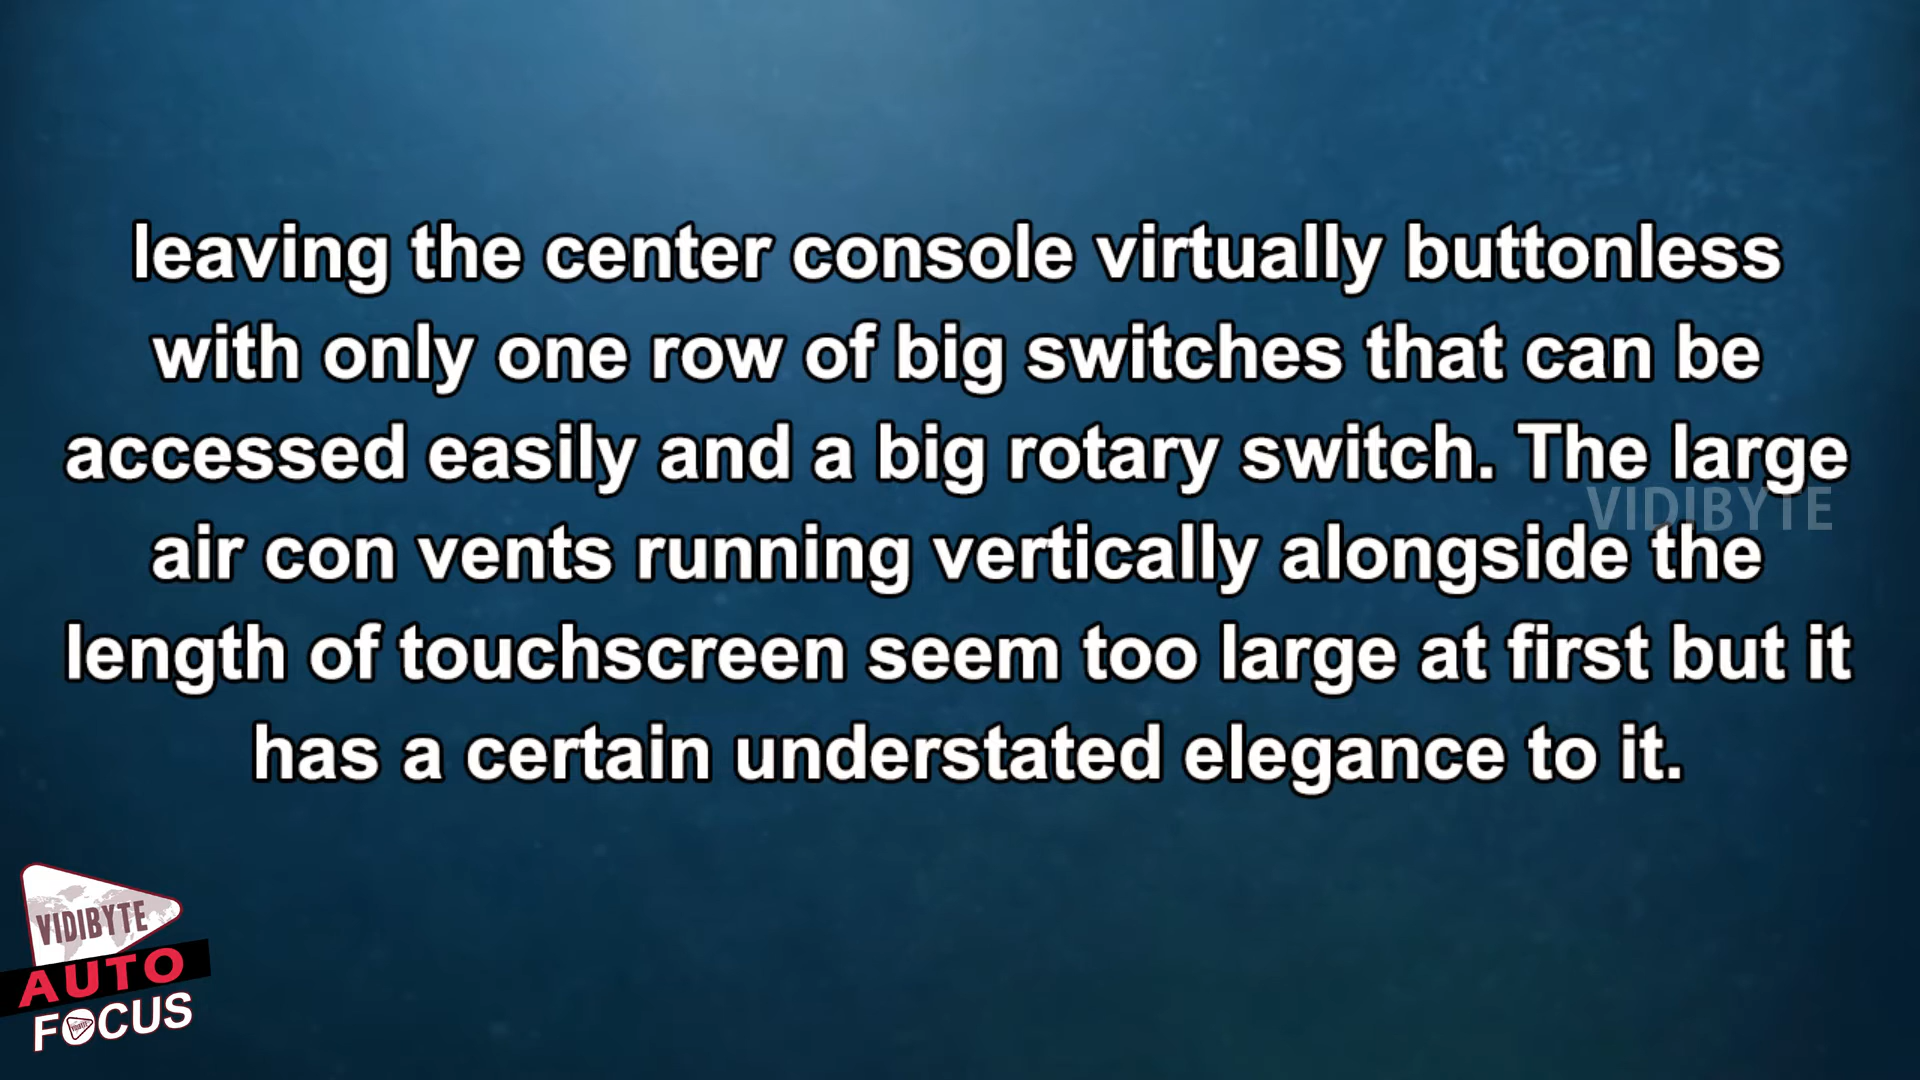 leaving the center console virtually buttonless
with only one row of big switches that can be
accessed easily and a big rotary switch. The large
VIDIBYTE
air con vents running vertically alongside the
length of touchscreen seem too large at first but it
has a certain understated elegance to it.
VIDIBYTE
AUTO
FOCUS